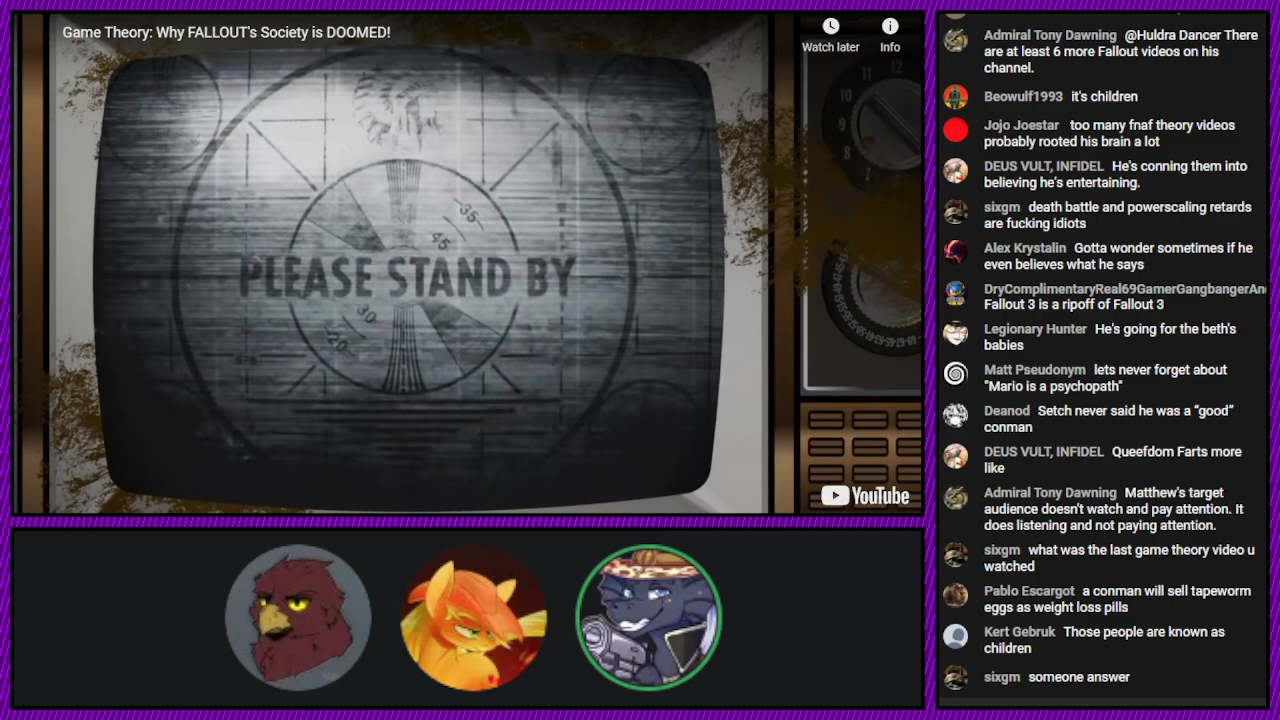 Game Theory: Why FALLOUT's Society is DOOMED!
Watch later
Info
11
12
10
9
8
35
45
PLEASE STAND BY
30
YouTube
Admiral Tony Dawning @Huldra Dancer There
are at least 6 more Fallout videos on his
channel.
Beowulf1993 it's children
Jojo Joestar too many fnaf theory videos
probably rooted his brain a lot
DEUS VULT, INFIDEL He's conning them into
believing he's entertaining.
sixgm death battle and powerscaling retards
are fucking idiots
Alex Krystalin Gotta wonder sometimes if he
even believes what he says
DryComplimentaryReal69GamerGangbangerAn
Fallout 3 is a ripoff of Fallout 3
Legionary Hunter He's going for the beth's
babies
Matt Pseudonym lets never forget about
"Mario is a psychopath"
Deanod Setch never said he was a “good”
conman
DEUS VULT, INFIDEL Queefdom Farts more
like
Admiral Tony Dawning Matthew's target
audience doesn't watch and pay attention. It
does listening and not paying attention.
sixgm what was the last game theory video u
watched
Pablo Escargot a conman will sell tapeworm
eggs as weight loss pills
Kert Gebruk Those people are known as
children
sixgm someone answer